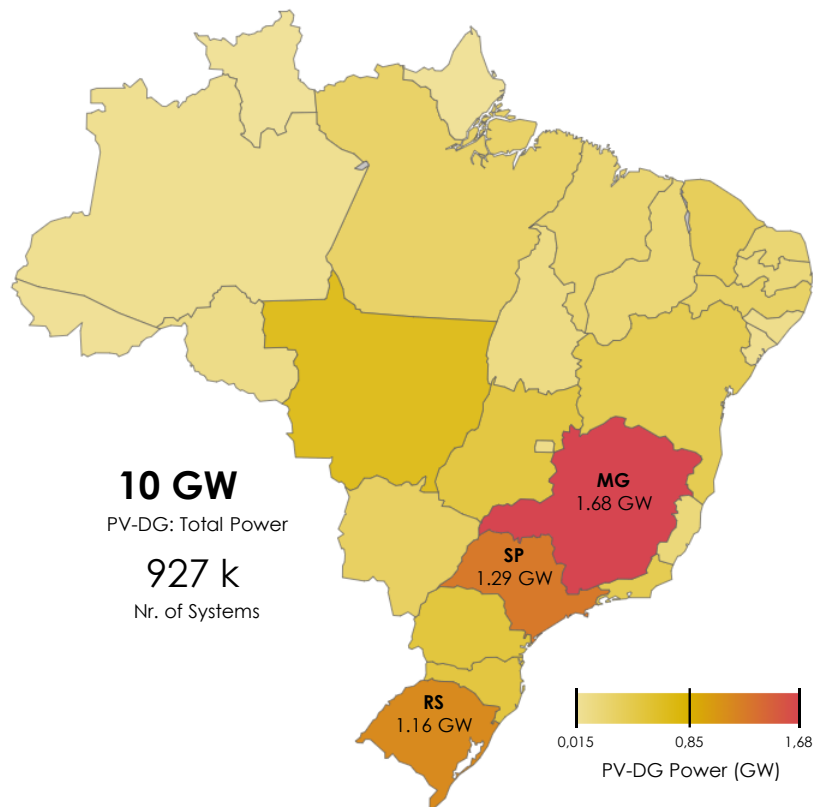 MG
1.68 GW
10 GW
PV-DG: Total Power
SP
1.29 GW
927 k
Nr. of Systems
RS
1.16 GW
0,015
0,85
1,68
PV-DG Power (GW)